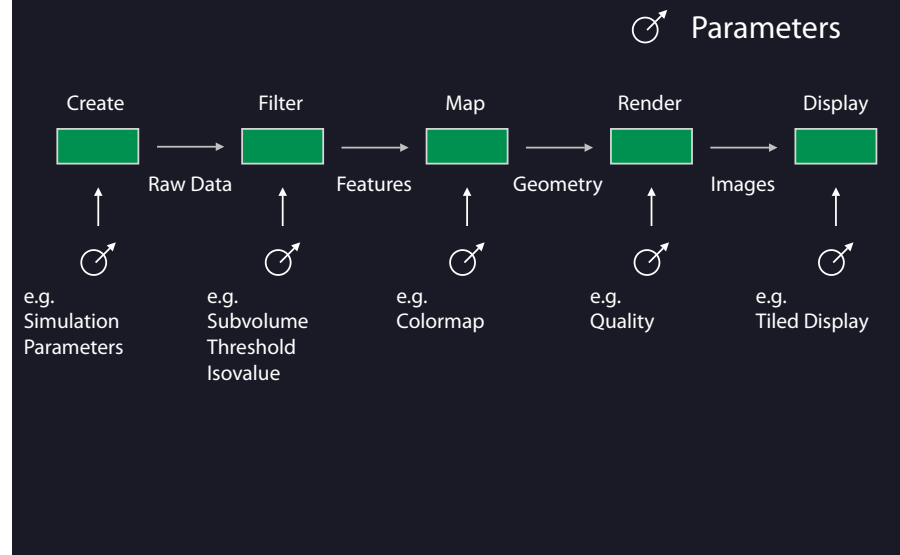 Parameters
Create
Filter
Map
Render
Display
Raw Data
Features
Geometry
Images
e.g.
Simulation
Parameters
e.g.
Subvolume
Threshold
Isovalue
e.g.
Colormap
e.g.
Quality
e.g.
Tiled Display